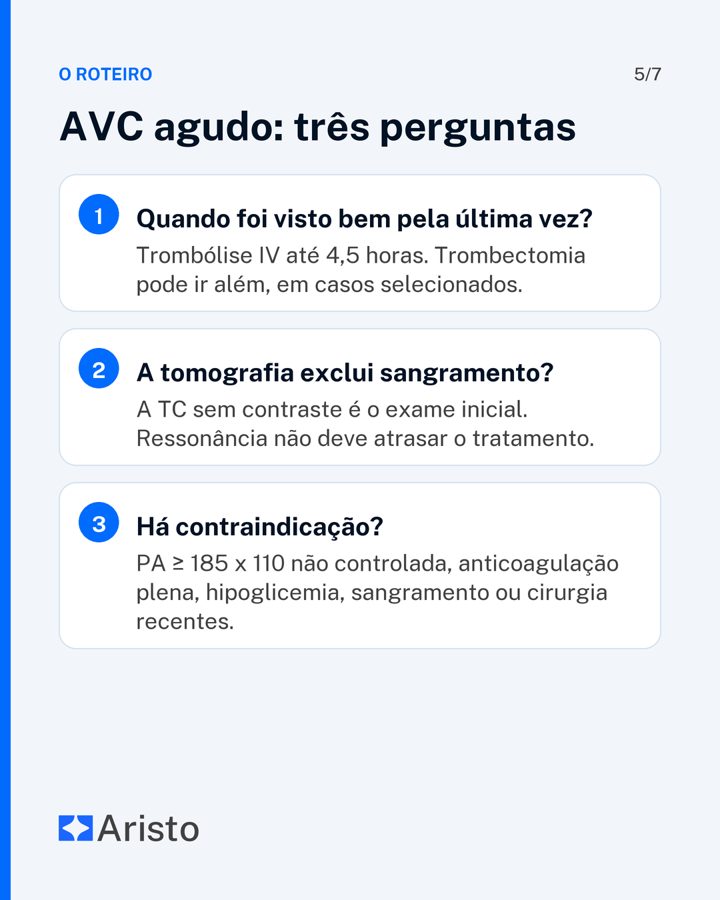 O ROTEIRO
5/7
AVC agudo: três perguntas
1
Quando foi visto bem pela última vez?
Trombólise IV até 4,5 horas. Trombectomia
pode ir além, em casos selecionados.
2
A tomografia exclui sangramento?
A TC sem contraste é o exame inicial.
Ressonância não deve atrasar o tratamento.
3
Há contraindicação?
PA ≥ 185 x 110 não controlada, anticoagulação
plena, hipoglicemia, sangramento ou cirurgia
recentes.
Aristo